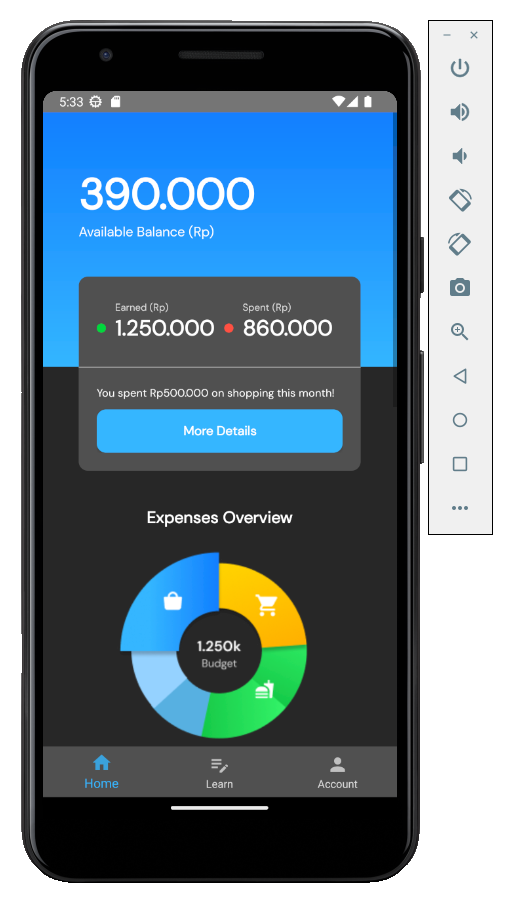 5:33
390.000
Available Balance (Rp)
Earned (Rp)
1.250.000
Spent (Rp)
860.000
You spent Rp500.000 on shopping this month!
More Details
Expenses Overview
1.250k
Budget
Home
Learn
Account